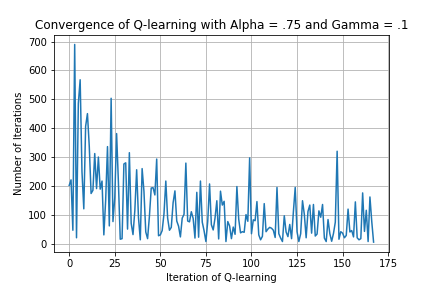 Convergence of Q-learning with Alpha = .75 and Gamma = .1
700
600
500
400
300
200
100
0
Number of Iterations
0 25 50 75 100 125 150 175
Iteration of Q-learning